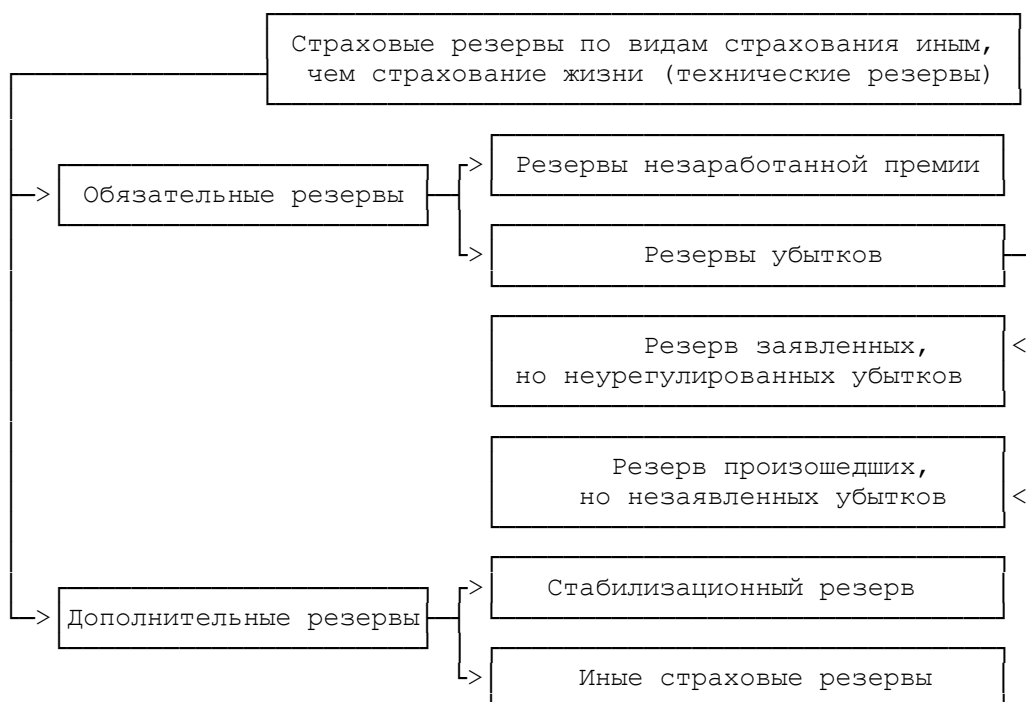 Страховые резервы по видам страхования иным,
чем страхование жизни (технические резервы)
Резервы незаработанной премии
Обязательные резервы
Резервы убытков
Резерв заявленных,
но неурегулированных убытков
Резерв произошедших,
но незаявленных убытков
Стабилизационный резерв
Дополнительные резервы
Иные страховые резервы